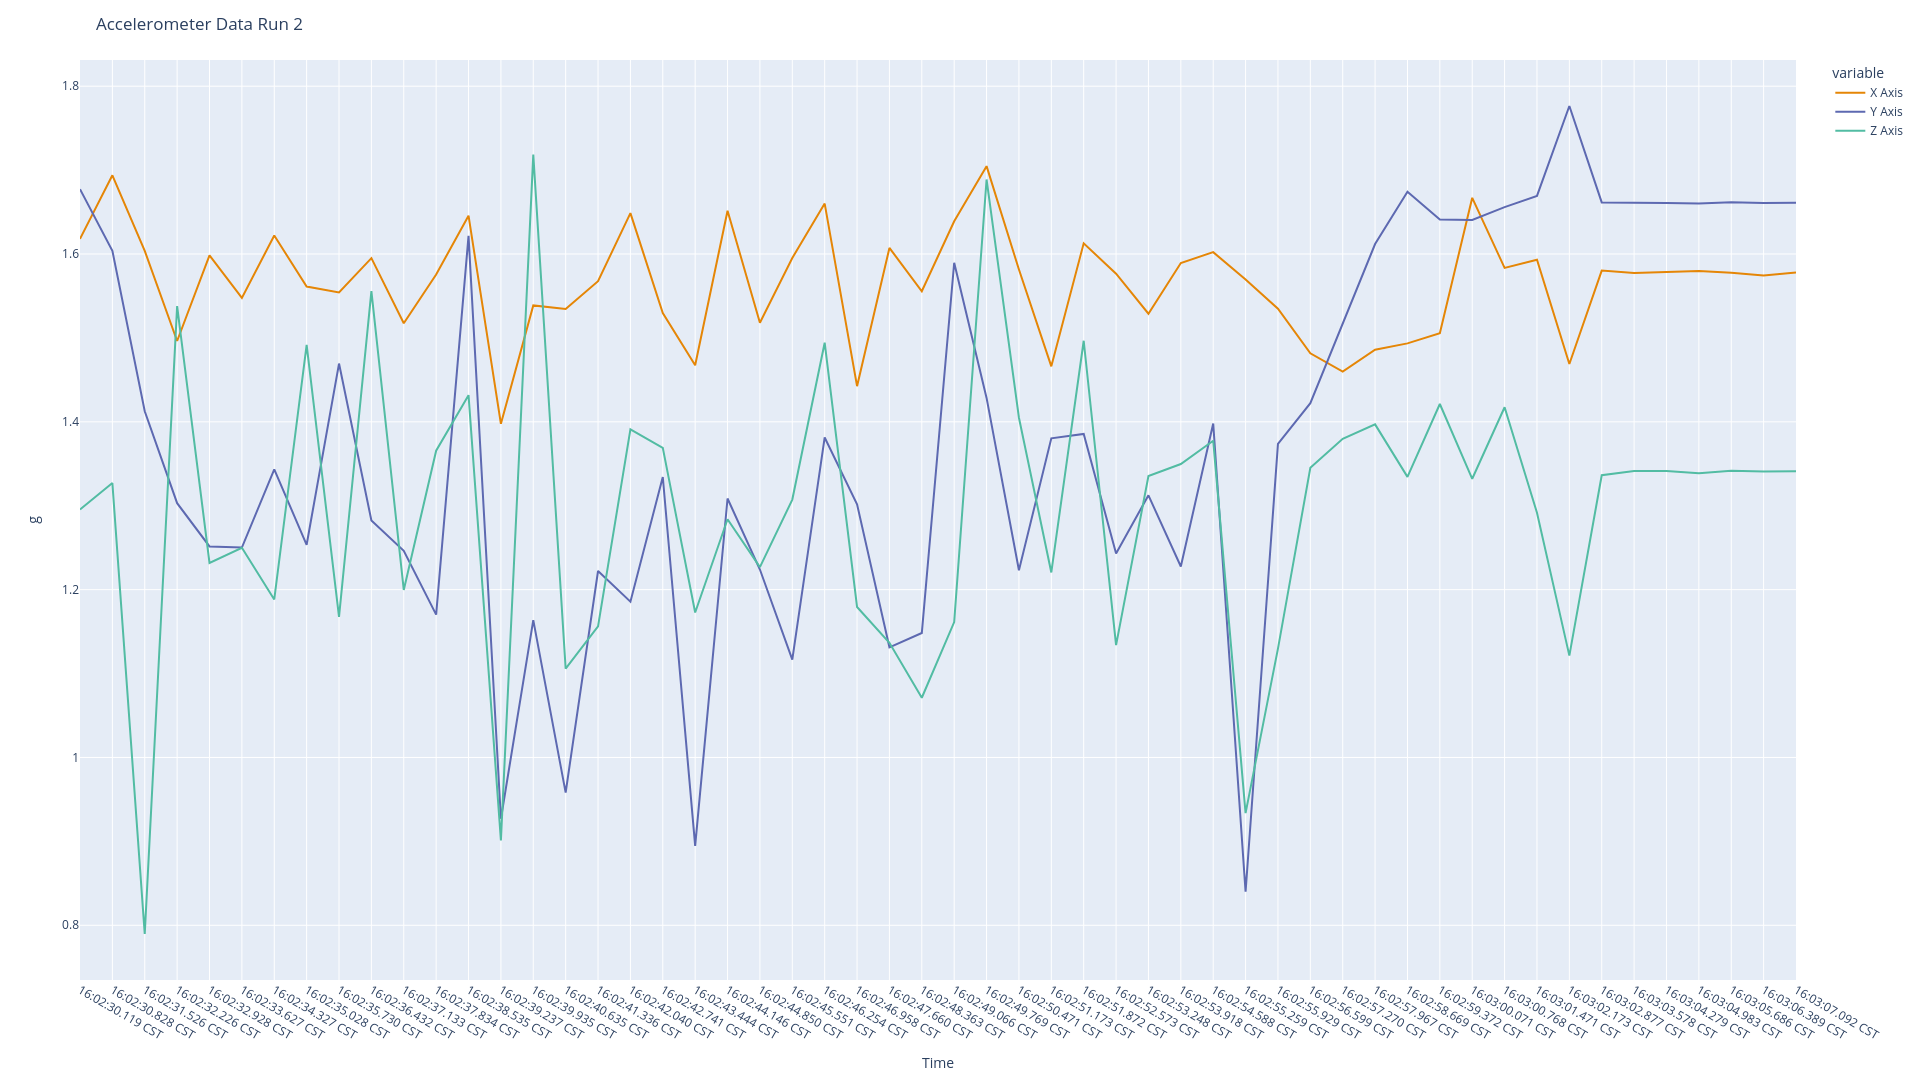 Accelerometer Data Run 2
variable
X Axis
Y Axis
Z Axis
1.8
1.6
1.4
1.2
1
0.8
g
16:02:30.119 CST
16:02:30.828 CST
16:02:31.526 CST
16:02:32.226 CST
16:02:32.928 CST
16:02:33.627 CST
16:02:34.327 CST
16:02:35.028 CST
16:02:35.730 CST
16:02:36.432 CST
16:02:37.133 CST
16:02:37.834 CST
16:02:38.535 CST
16:02:39.237 CST
16:02:39.935 CST
16:02:40.635 CST
16:02:41.336 CST
16:02:42.040 CST
16:02:42.741 CST
16:02:43.444 CST
16:02:44.146 CST
16:02:44.850 CST
16:02:45.551 CST
16:02:46.254 CST
16:02:46.958 CST
16:02:47.660 CST
16:02:48.363 CST
16:02:49.066 CST
16:02:49.769 CST
16:02:50.471 CST
16:02:51.173 CST
16:02:51.872 CST
16:02:52.573 CST
16:02:53.248 CST
16:02:53.918 CST
16:02:54.588 CST
16:02:55.259 CST
16:02:55.929 CST
16:02:56.599 CST
16:02:57.270 CST
16:02:57.967 CST
16:02:58.669 CST
16:02:59.372 CST
16:03:00.071 CST
16:03:00.768 CST
16:03:01.471 CST
16:03:02.173 CST
16:03:02.877 CST
16:03:03.578 CST
16:03:04.279 CST
16:03:04.983 CST
16:03:05.686 CST
16:03:06.389 CST
16:03:07.092 CST
Time